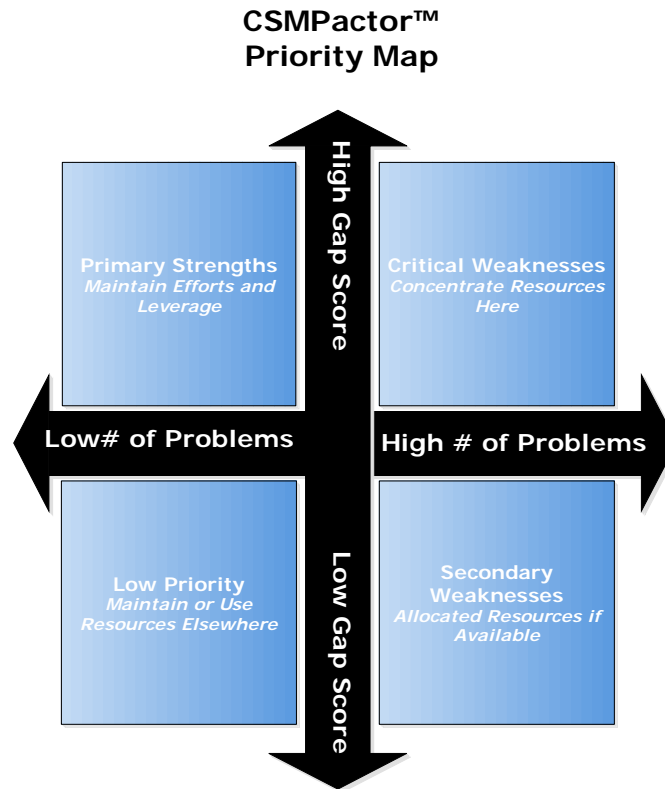 CSMPactor™
Priority Map
High Gap Score
Primary Strengths
Maintain Efforts and
Leverage
Critical Weaknesses
Concentrate Resources
Here
Low# of Problems
High # of Problems
Low Priority
Maintain or Use
Resources Elsewhere
Low Gap Score
Secondary
Weaknesses
Allocated Resources if
Available